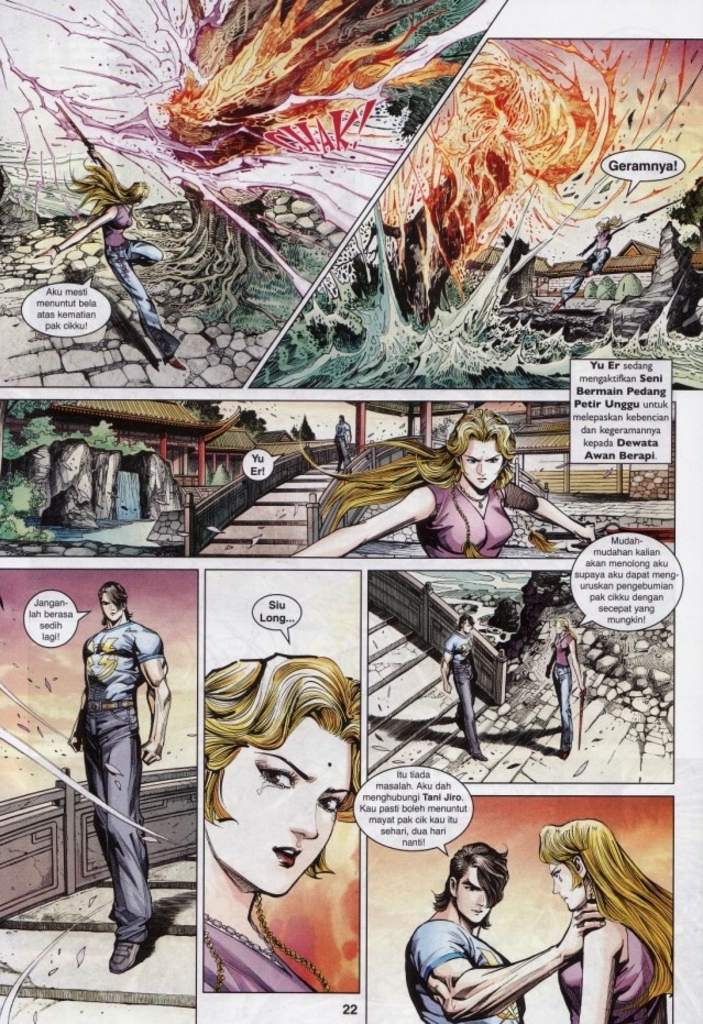 CHAK!
Aku mesti
menuntut bela
atas kematian
pak cikku!
Geramnya!
Yu Er sedang
mengaktifkan Seni
Bermain Pedang
Petir Unggu untuk
melepaskan kebencian
dan kegeramannya
kepada Dewata
Awan Berapi.
Yu
Er!
Jangan-
lah berasa
sedih
lagi!
Siu
Long...
Mudah-
mudahan kalian
akan menolong aku
supaya aku dapat meng-
uruskan pengebumian
pak cikku dengan
secepat yang
mungkin!
Itu tiada
masalah. Aku dah
menghubungi Tani Jiro.
Kau pasti boleh menuntut
mayat pak cik kau itu
sehari, dua hari
nanti!
22